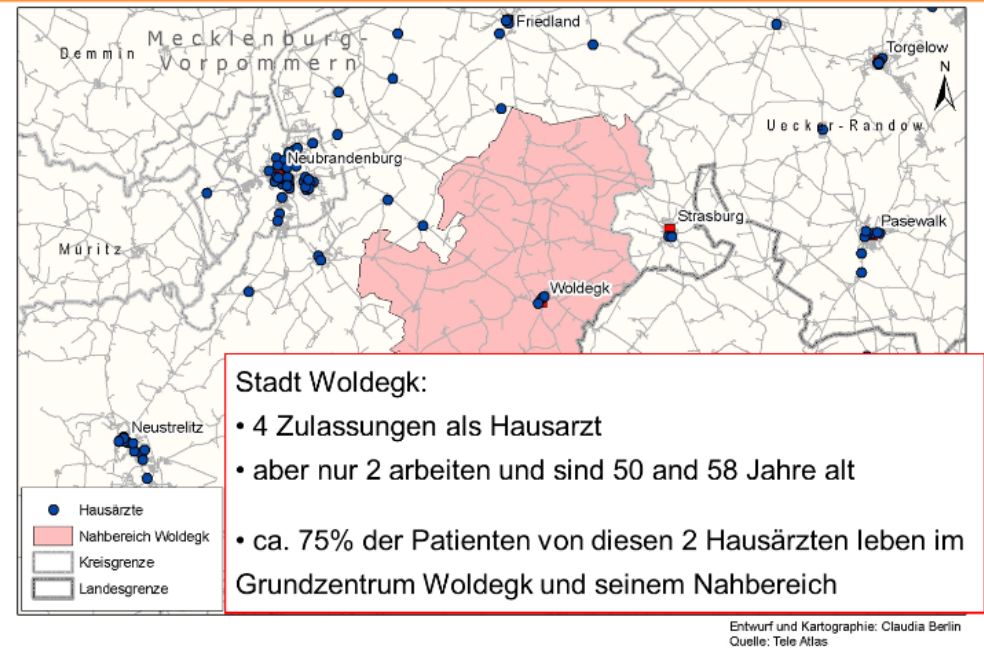 Friedland
Mecklenburg-
Demmin
Vorpommern
Torgelow
N
Uecker-Randow
Neubrandenburg
Strasburg
Pasewalk
Müritz
Woldegk
Neustrelitz
Stadt Woldegk:
• 4 Zulassungen als Hausarzt
• aber nur 2 arbeiten und sind 50 and 58 Jahre alt
• ca. 75% der Patienten von diesen 2 Hausärzten leben im
Grundzentrum Woldegk und seinem Nahbereich
Hausärzte
Nahbereich Woldegk
Kreisgrenze
Landesgrenze
Entwurf und Kartographie: Claudia Berlin
Quelle: Tele Atlas